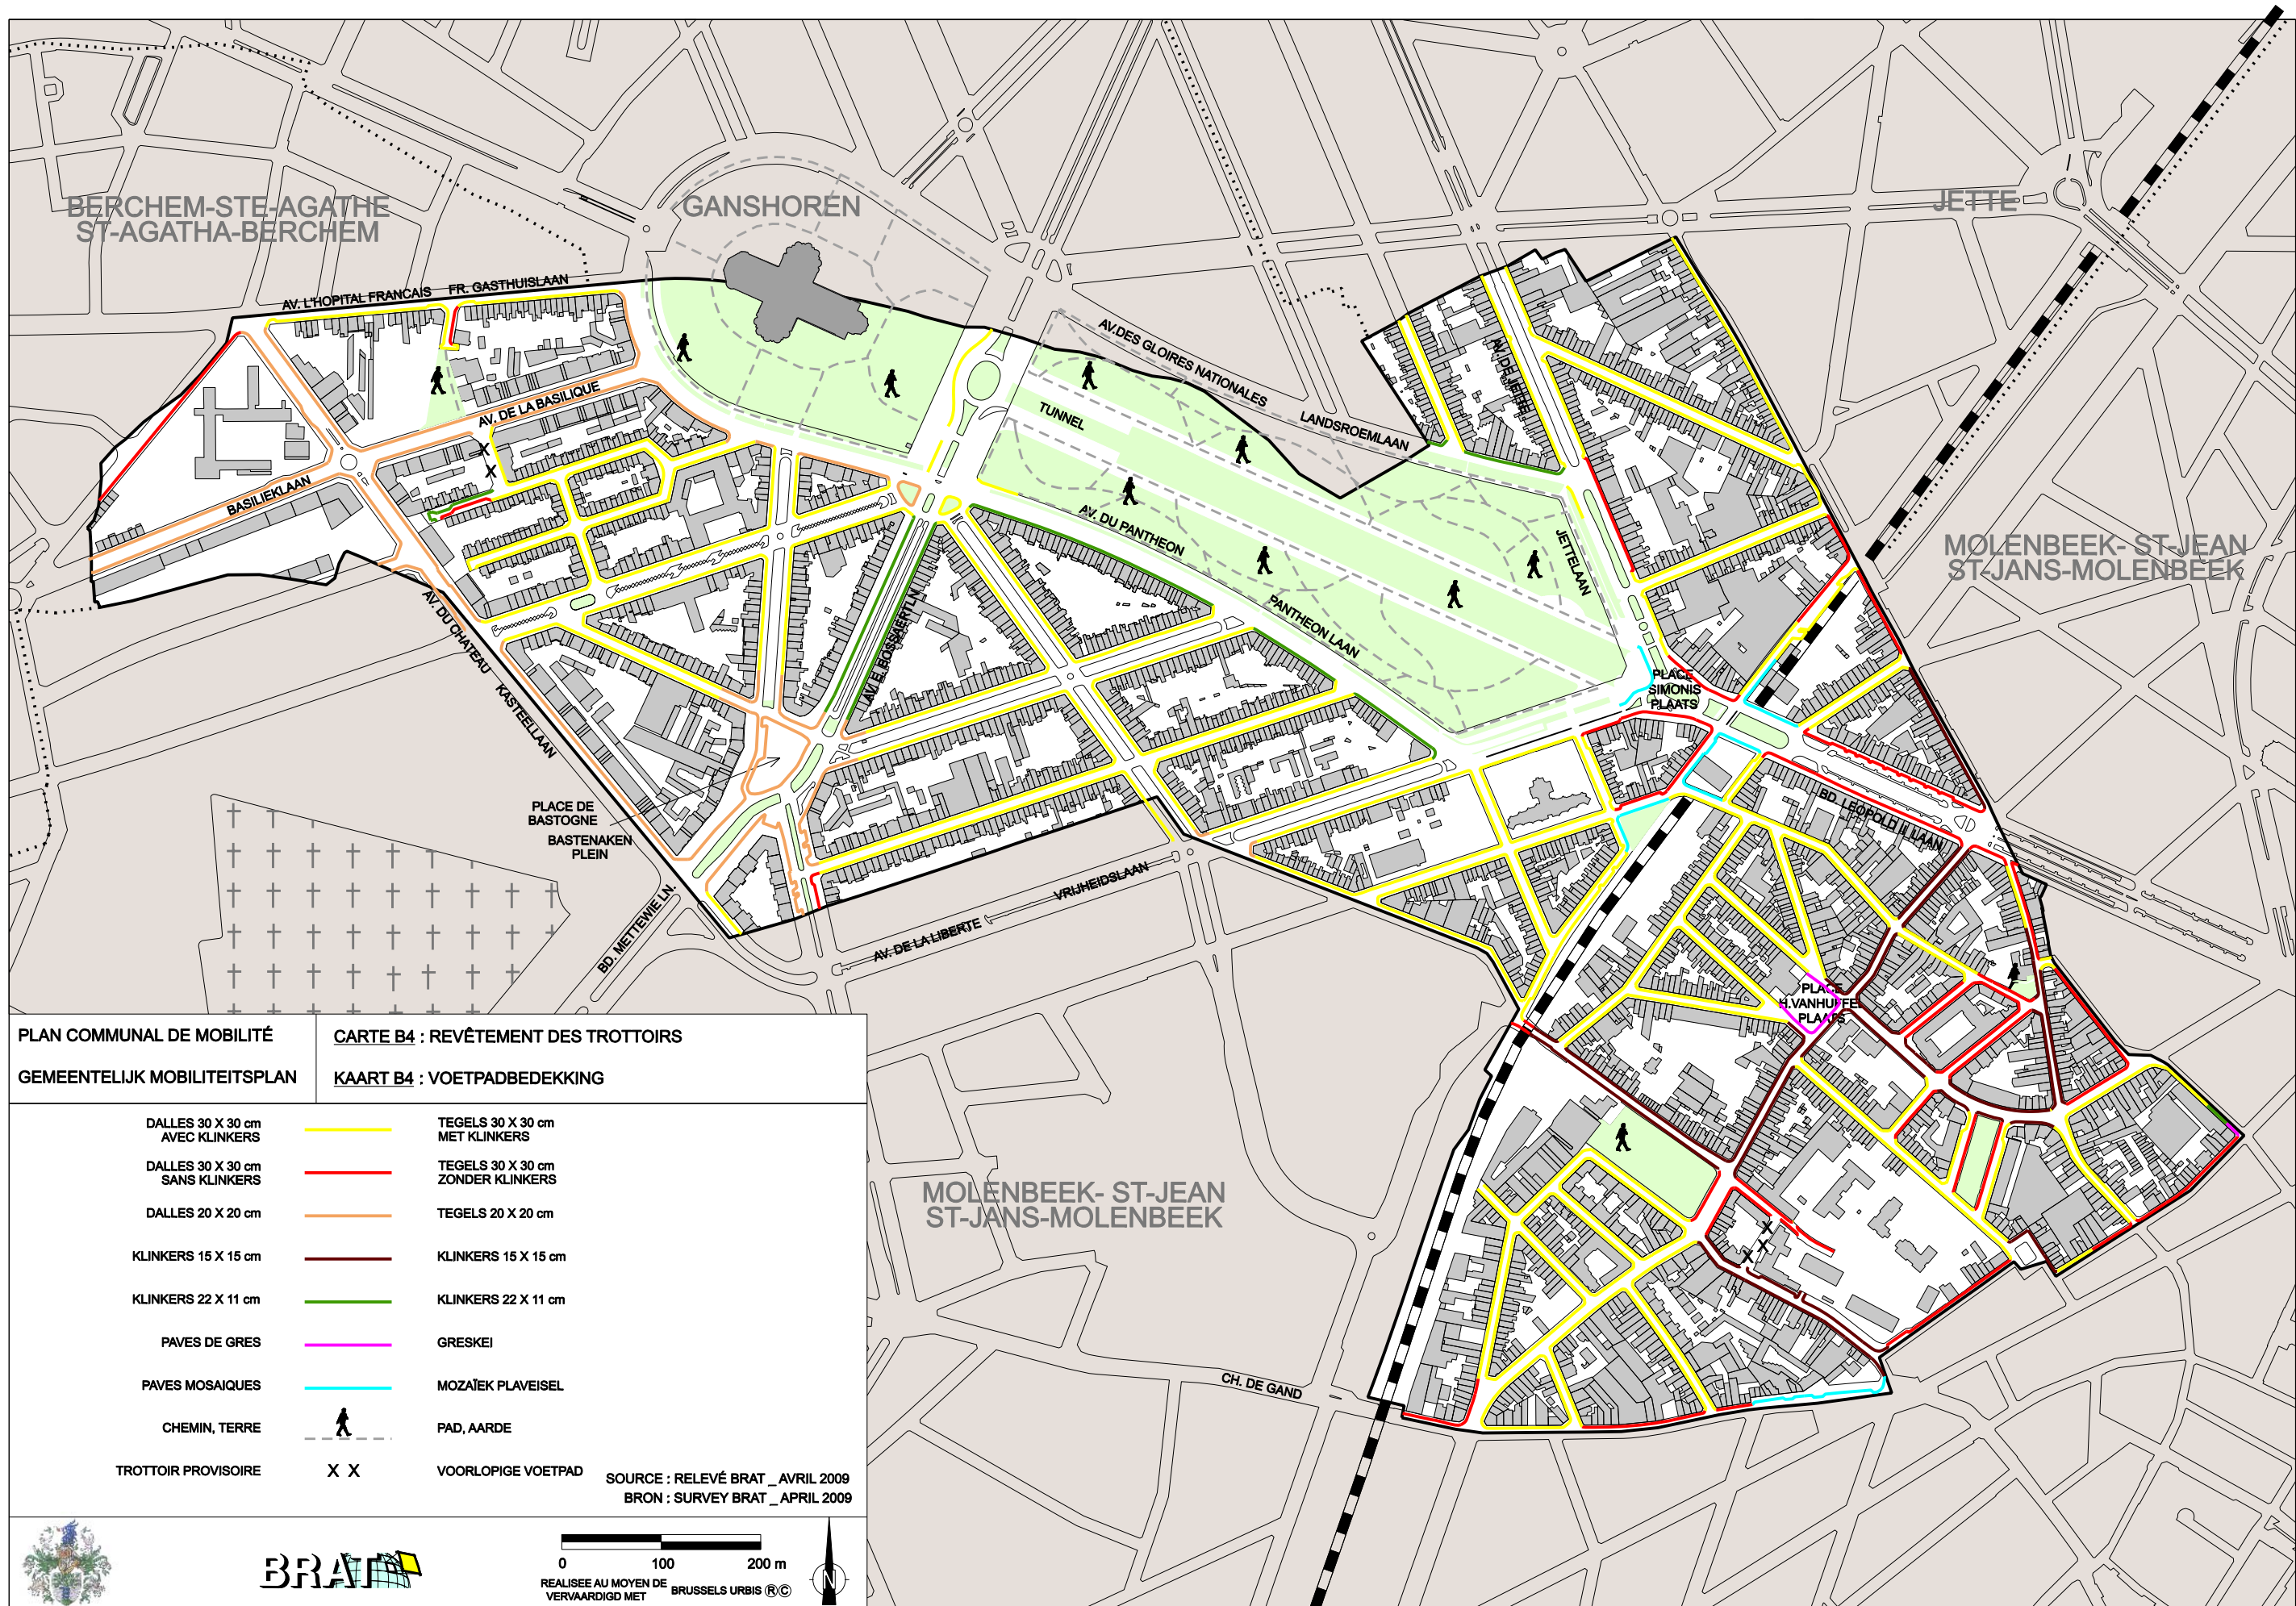 BERCHEM-STE-AGATHE
ST-AGATHA-BERCHEM
GANSHOREN
JETTE
AV. L'HOPITAL FRANCAIS
FR. GASTHUISLAAN
AV.DES GLOIRES NATIONALES
LANDSROEMLAAN
AV. DE JETTE
TUNNEL
AV. DE LA BASILIQUE
BASILIEKLAAN
X
X
AV. DU PANTHEON
JETTELAAN
PANTHEON LAAN
MOLENBEEK- ST-JEAN
ST-JANS-MOLENBEEK
AV. DU CHATEAU
KASTEELLAAN
AV. E. BOSSAERT LN.
PLACE
SIMONIS
PLAATS
PLACE DE
BASTOGNE
BASTENAKEN
PLEIN
BD. LEOPOLD II LAAN
VRIJHEIDSLAAN
AV. DE LA LIBERTE
BD. METTEWIE LN.
PLACE
H.VANHUFFEL
PLAATS
X
X
X
MOLENBEEK- ST-JEAN
ST-JANS-MOLENBEEK
CH. DE GAND
PLAN COMMUNAL DE MOBILITÉ
GEMEENTELIJK MOBILITEITSPLAN
CARTE B4 : REVÊTEMENT DES TROTTOIRS
KAART B4 : VOETPADBEDEKKING
DALLES 30 X 30 cm
AVEC KLINKERS
TEGELS 30 X 30 cm
MET KLINKERS
DALLES 30 X 30 cm
SANS KLINKERS
TEGELS 30 X 30 cm
ZONDER KLINKERS
DALLES 20 X 20 cm
TEGELS 20 X 20 cm
KLINKERS 15 X 15 cm
KLINKERS 15 X 15 cm
KLINKERS 22 X 11 cm
KLINKERS 22 X 11 cm
PAVES DE GRES
GRESKEI
PAVES MOSAIQUES
MOZAÏEK PLAVEISEL
CHEMIN, TERRE
PAD, AARDE
TROTTOIR PROVISOIRE
X X
VOORLOPIGE VOETPAD
SOURCE : RELEVÉ BRAT _ AVRIL 2009
BRON : SURVEY BRAT _ APRIL 2009
BRAT
0 100 200 m
REALISEE AU MOYEN DE
VERVAARDIGD MET
BRUSSELS URBIS ®©
N